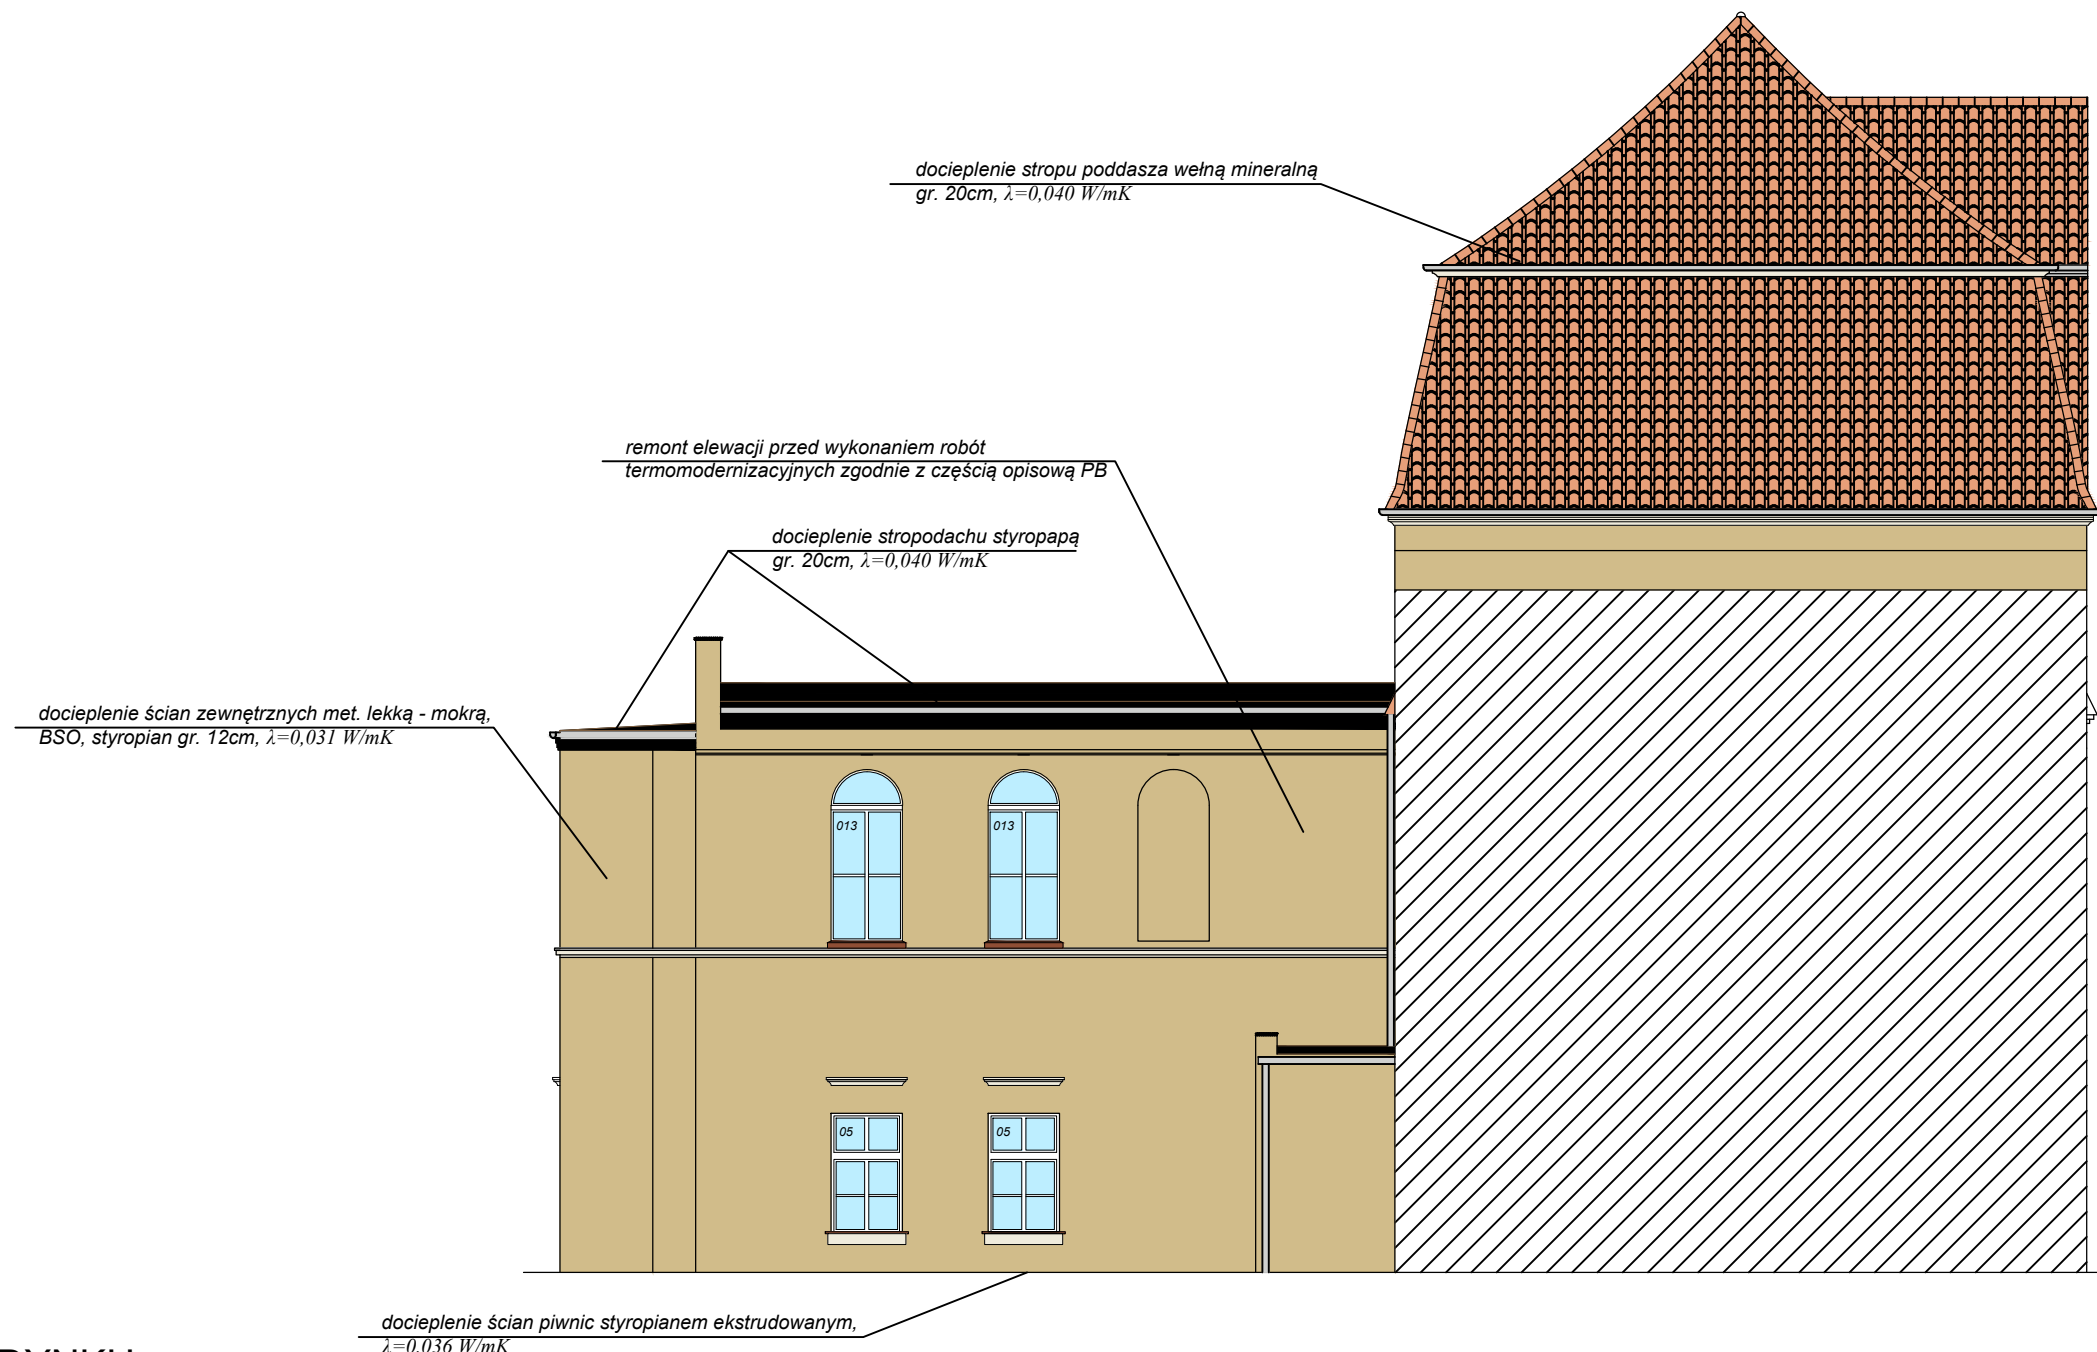 docieplenie stropu poddasza wełną mineralną
gr. 20cm, λ=0,040 W/mK
remont elewacji przed wykonaniem robót
termomodernizacyjnych zgodnie z częścią opisową PB
docieplenie stropodachu styropapą
gr. 20cm, λ=0,040 W/mK
docieplenie ścian zewnętrznych met. lekką - mokrą,
BSO, styropian gr. 12cm, λ=0,031 W/mK
013
013
05
05
docieplenie ścian piwnic styropianem ekstrudowanym,
λ=0,036 W/mK